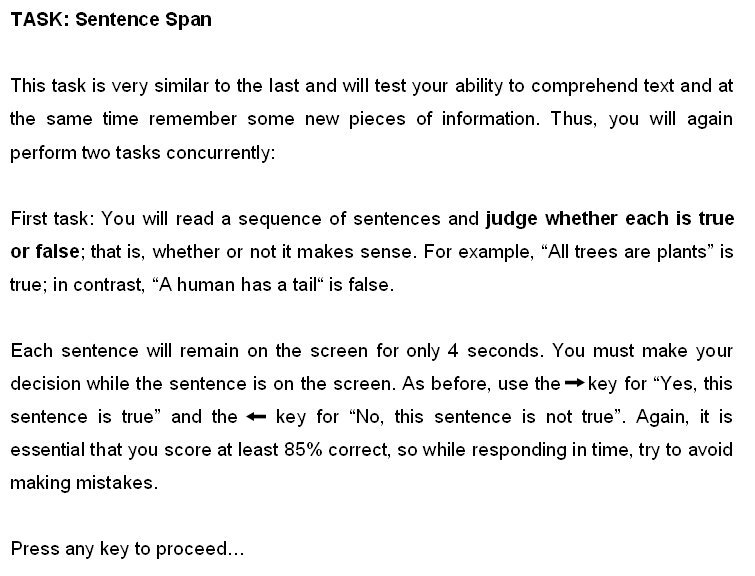 TASK: Sentence Span
This task is very similar to the last and will test your ability to comprehend text and at
the same time remember some new pieces of information. Thus, you will again
perform two tasks concurrently:
First task: You will read a sequence of sentences and judge whether each is true
or false; that is, whether or not it makes sense. For example, “All trees are plants” is
true; in contrast, “A human has a tail“ is false.
Each sentence will remain on the screen for only 4 seconds. You must make your
decision while the sentence is on the screen. As before, use the → key for “Yes, this
sentence is true” and the ← key for “No, this sentence is not true”. Again, it is
essential that you score at least 85% correct, so while responding in time, try to avoid
making mistakes.
Press any key to proceed…